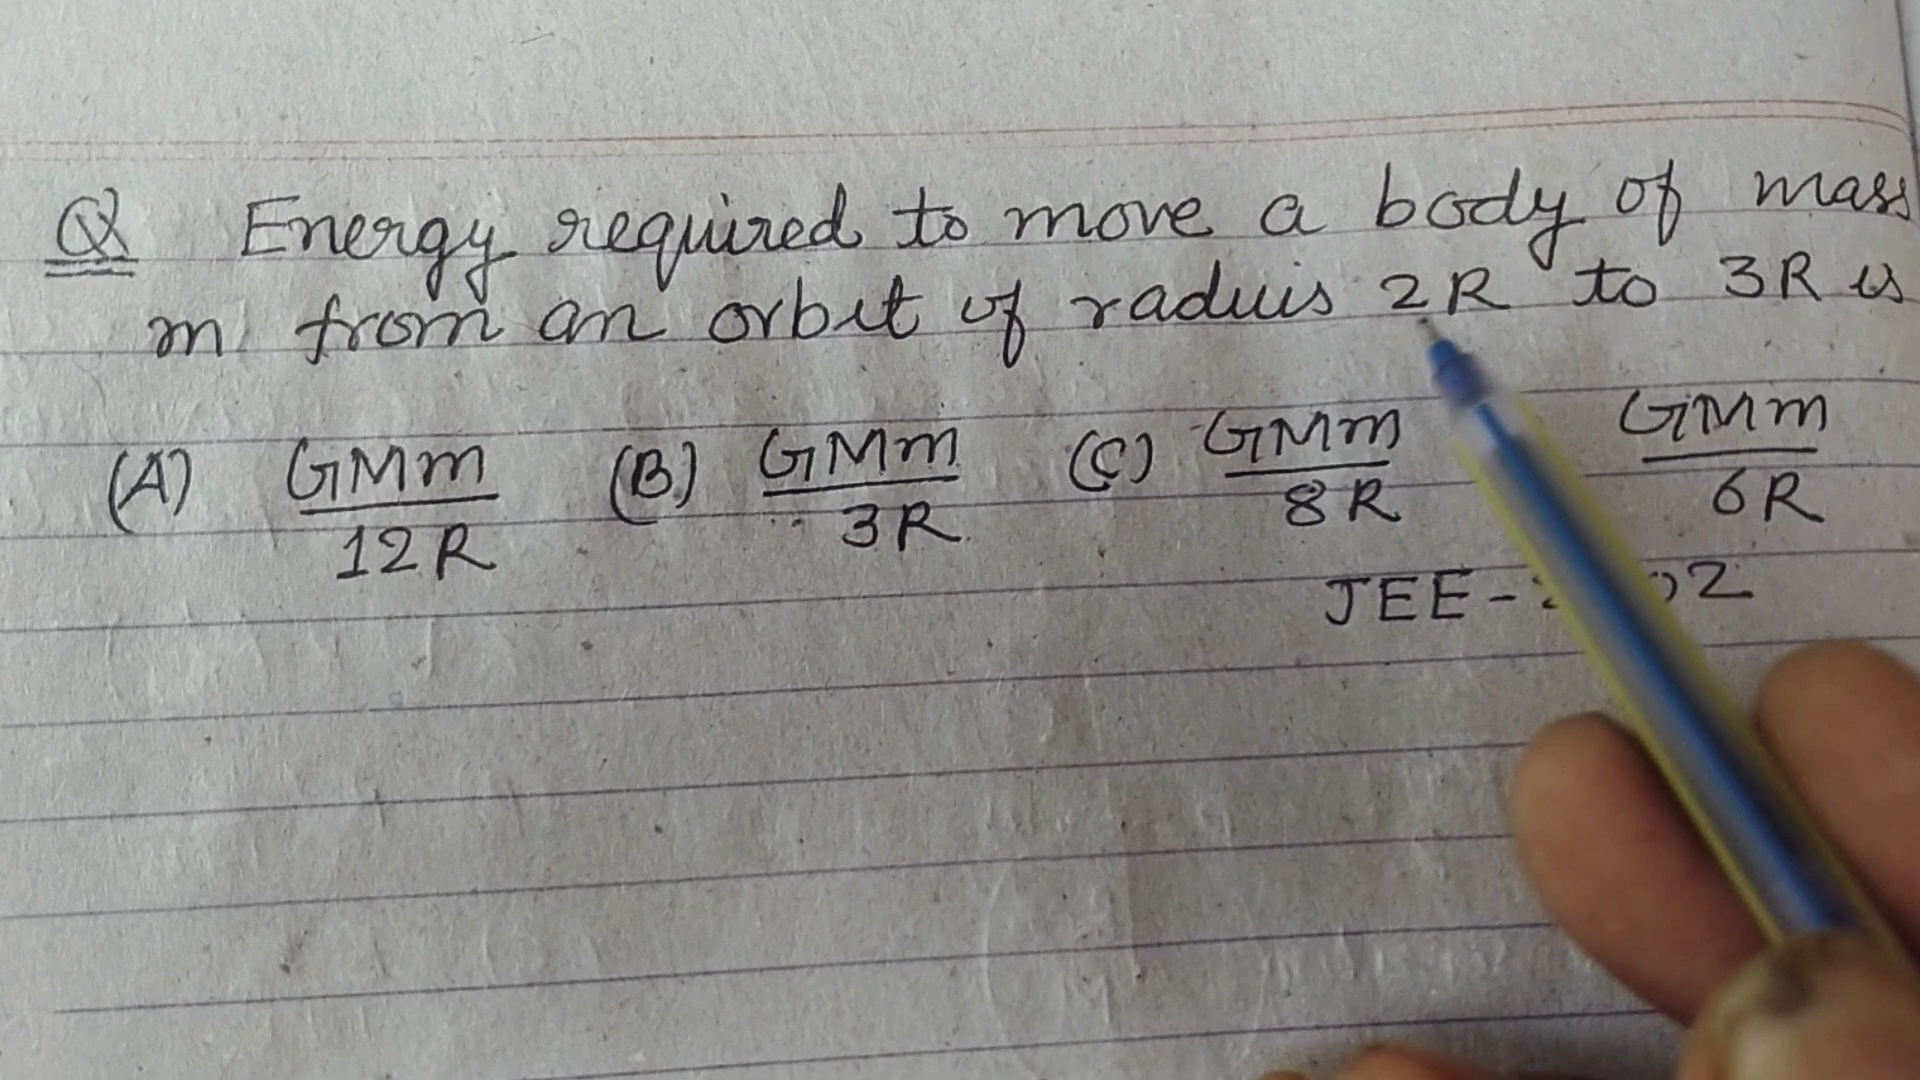 Q Energy required to move a body of mass
m from an orbit of radius 2R to 3R is
(A) GMm/12R (B) GMm/3R (C) GMm/8R GMm/6R
JEE-